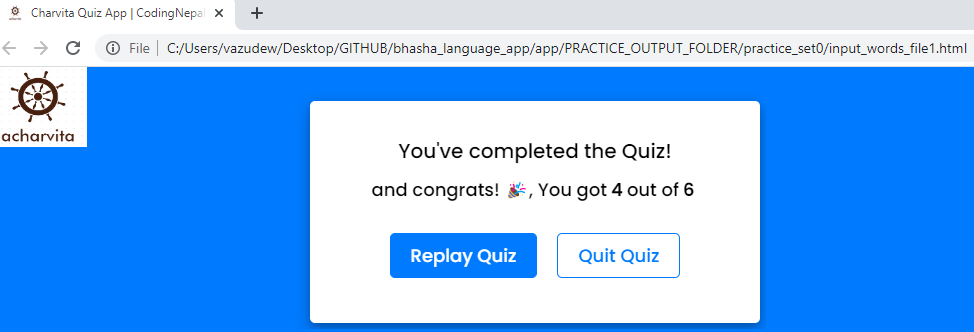 Charvita Quiz App | CodingNepal
File | C:/Users/vazudew/Desktop/GITHUB/bhasha_language_app/app/PRACTICE_OUTPUT_FOLDER/practice_set0/input_words_file1.html
acharvita
You've completed the Quiz!
and congrats! 🎉, You got 4 out of 6
Replay Quiz Quit Quiz